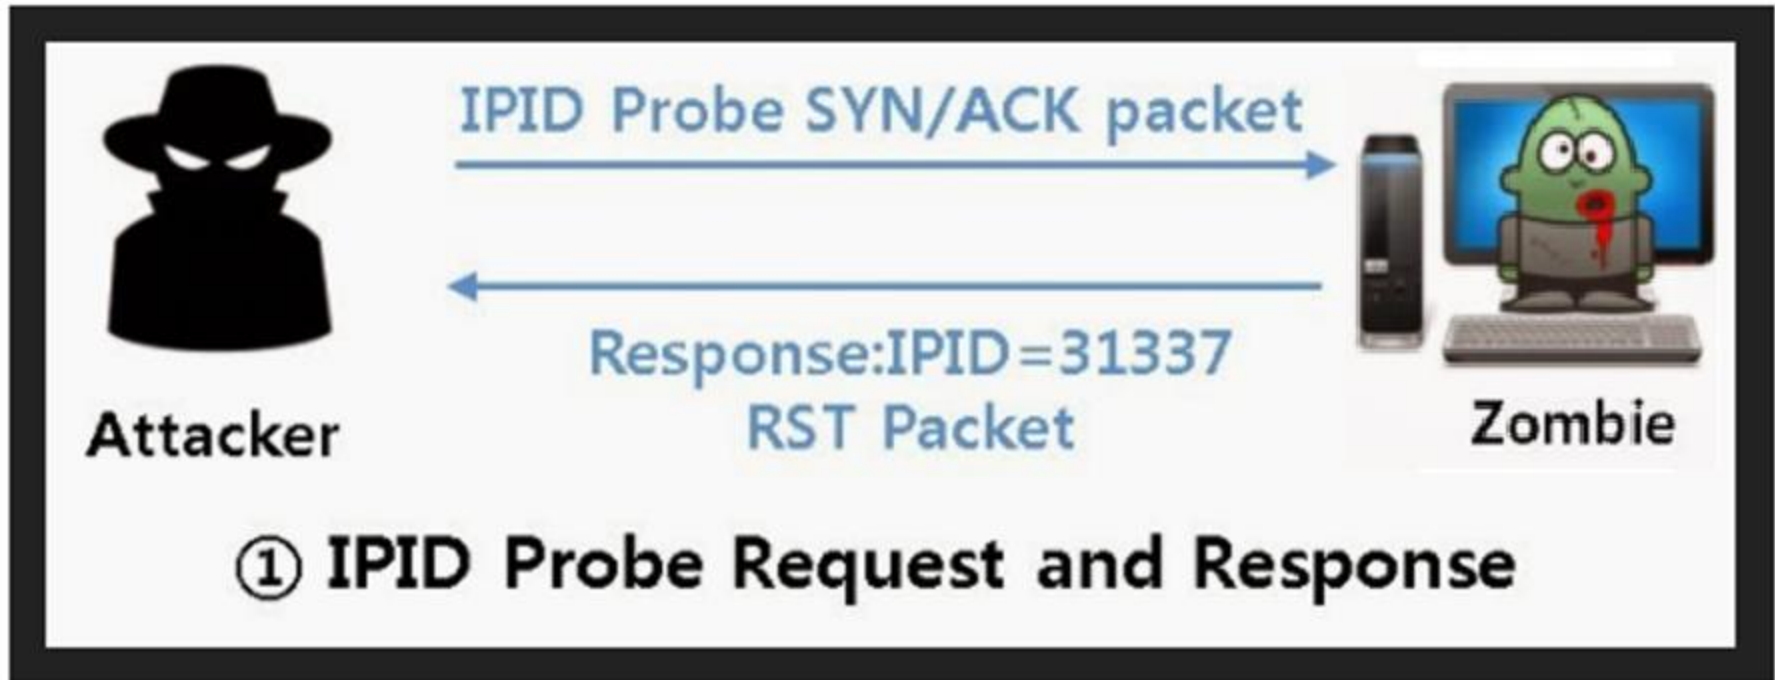 IPID Probe SYN/ACK packet
Response:IPID=31337
RST Packet
Attacker
Zombie
① IPID Probe Request and Response